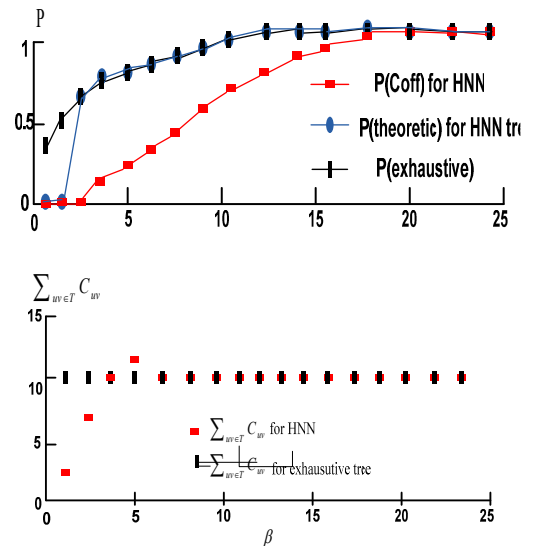 P
1
P(Coff) for HNN
0.5
P(theoretic) for HNN tree
P(exhaustive)
0
0 5 10 15 20 25
∑uv∈T Cuv
15
10
∑uv∈T Cuv for HNN
5
∑uv∈T Cuv for exhausutive tree
0
0 5 10 15 20 25
β